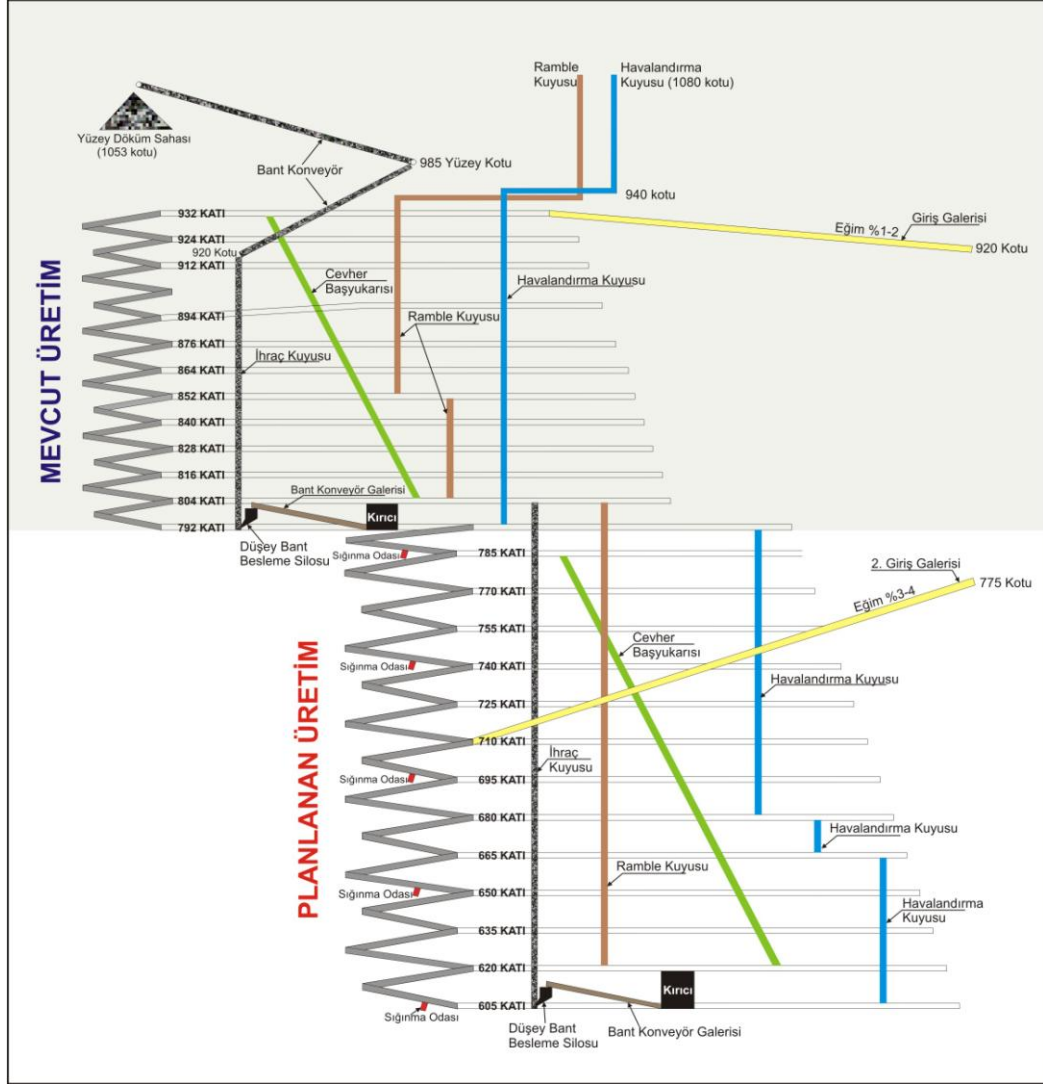 Ramble
Kuyusu
Havalandırma
Kuyusu (1080 kotu)
Yüzey Döküm Sahası
(1053 kotu)
Bant Konveyör
985 Yüzey Kotu
940 kotu
932 KATI
Eğim %1-2
Giriş Galerisi
920 Kotu
924 KATI
920 Kotu
912 KATI
Cevher
Başyukarısı
Havalandırma Kuyusu
894 KATI
Ramble Kuyusu
876 KATI
İhraç Kuyusu
864 KATI
852 KATI
840 KATI
828 KATI
816 KATI
804 KATI
792 KATI
MEVCUT ÜRETİM
Bant Konveyör Galerisi
Kırıcı
Düşey Bant
Besleme Silosu
Sığınma Odası
785 KATI
2. Giriş Galerisi
Eğim %3-4
775 Kotu
770 KATI
755 KATI
Cevher
Başyukarısı
Sığınma Odası
740 KATI
Havalandırma Kuyusu
725 KATI
710 KATI
İhraç
Kuyusu
Sığınma Odası
695 KATI
680 KATI
Havalandırma Kuyusu
665 KATI
Ramble Kuyusu
Sığınma Odası
650 KATI
Havalandırma
Kuyusu
635 KATI
620 KATI
605 KATI
PLANLANAN ÜRETİM
Kırıcı
Sığınma Odası
Düşey Bant
Besleme Silosu
Bant Konveyör Galerisi